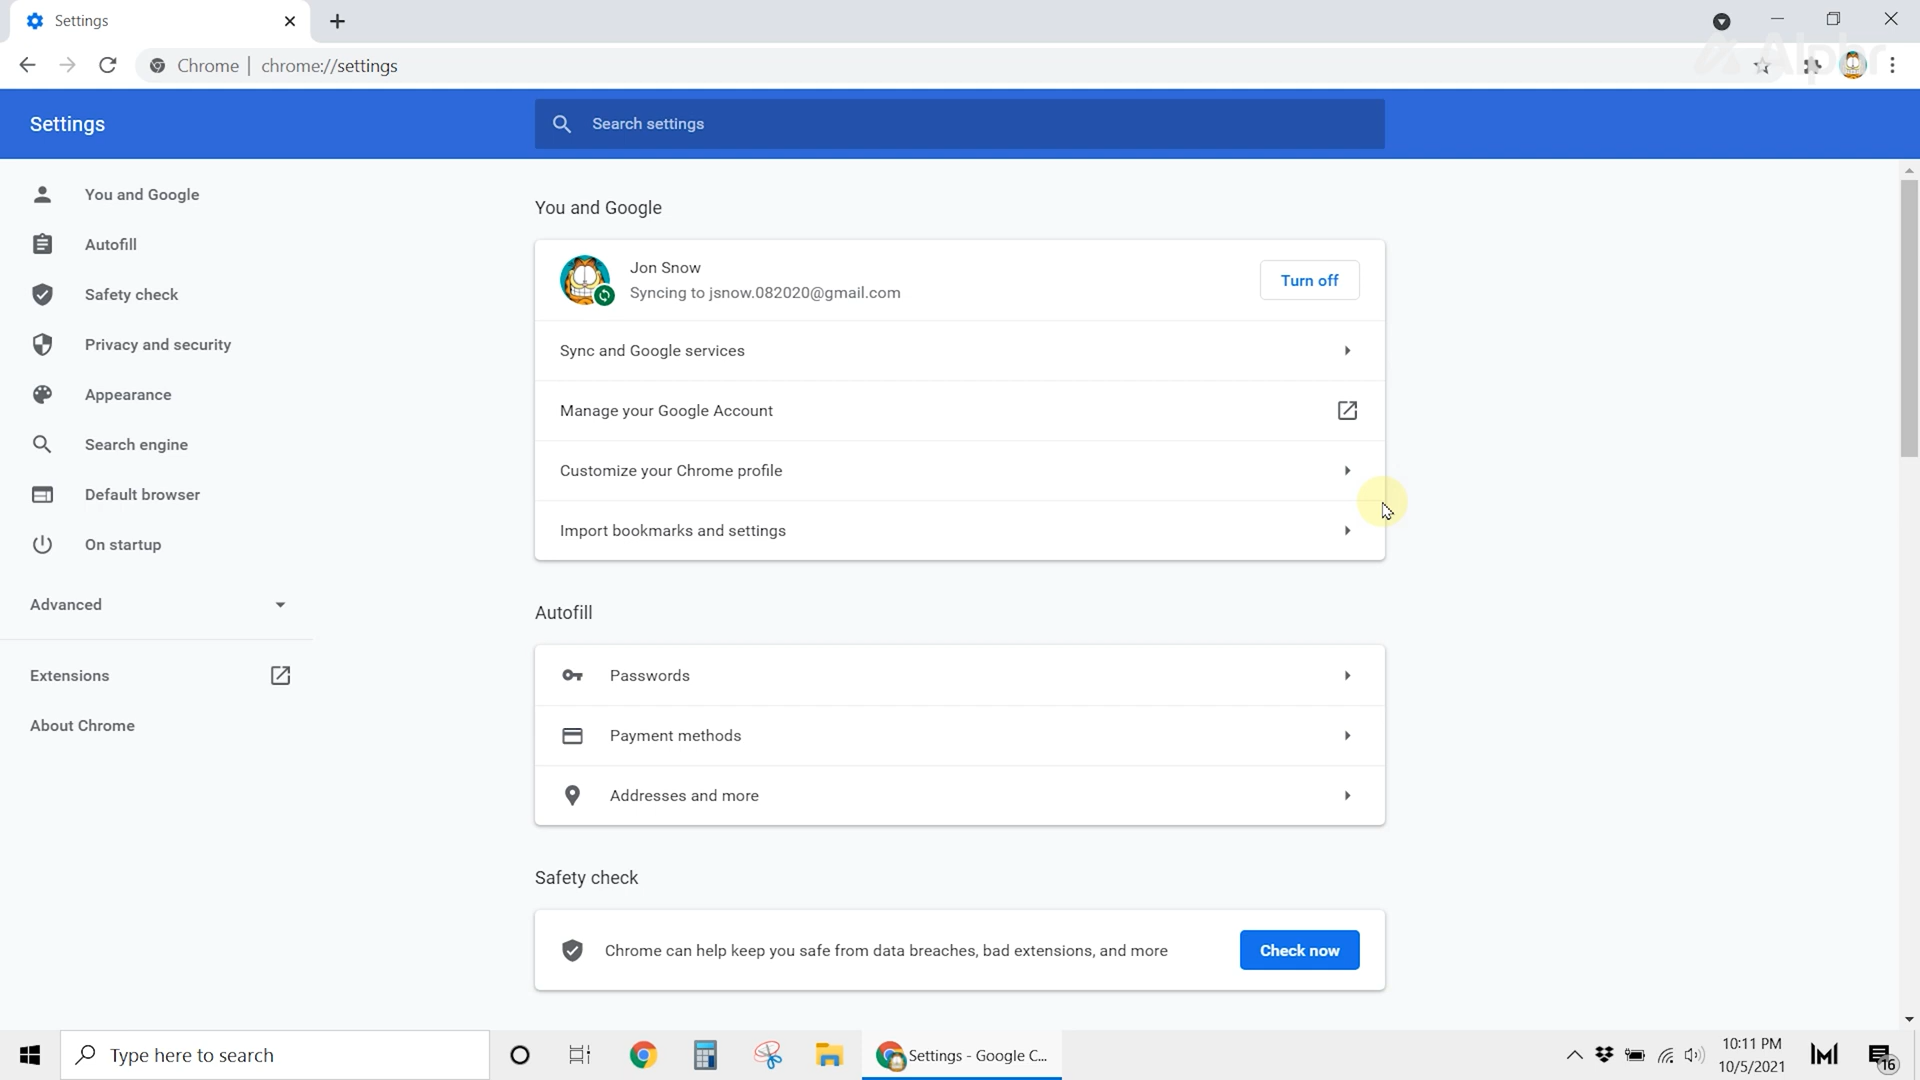 Settings
Chrome | chrome://settings
Alphr
Settings
Search settings
You and Google
Autofill
Safety check
Privacy and security
Appearance
Search engine
Default browser
On startup
Advanced
Extensions
About Chrome
You and Google
Jon Snow
Syncing to jsnow.082020@gmail.com
Turn off
Sync and Google services
Manage your Google Account
Customize your Chrome profile
Import bookmarks and settings
Autofill
Passwords
Payment methods
Addresses and more
Safety check
Chrome can help keep you safe from data breaches, bad extensions, and more
Check now
Type here to search
Settings - Google C...
10:11 PM
10/5/2021
16